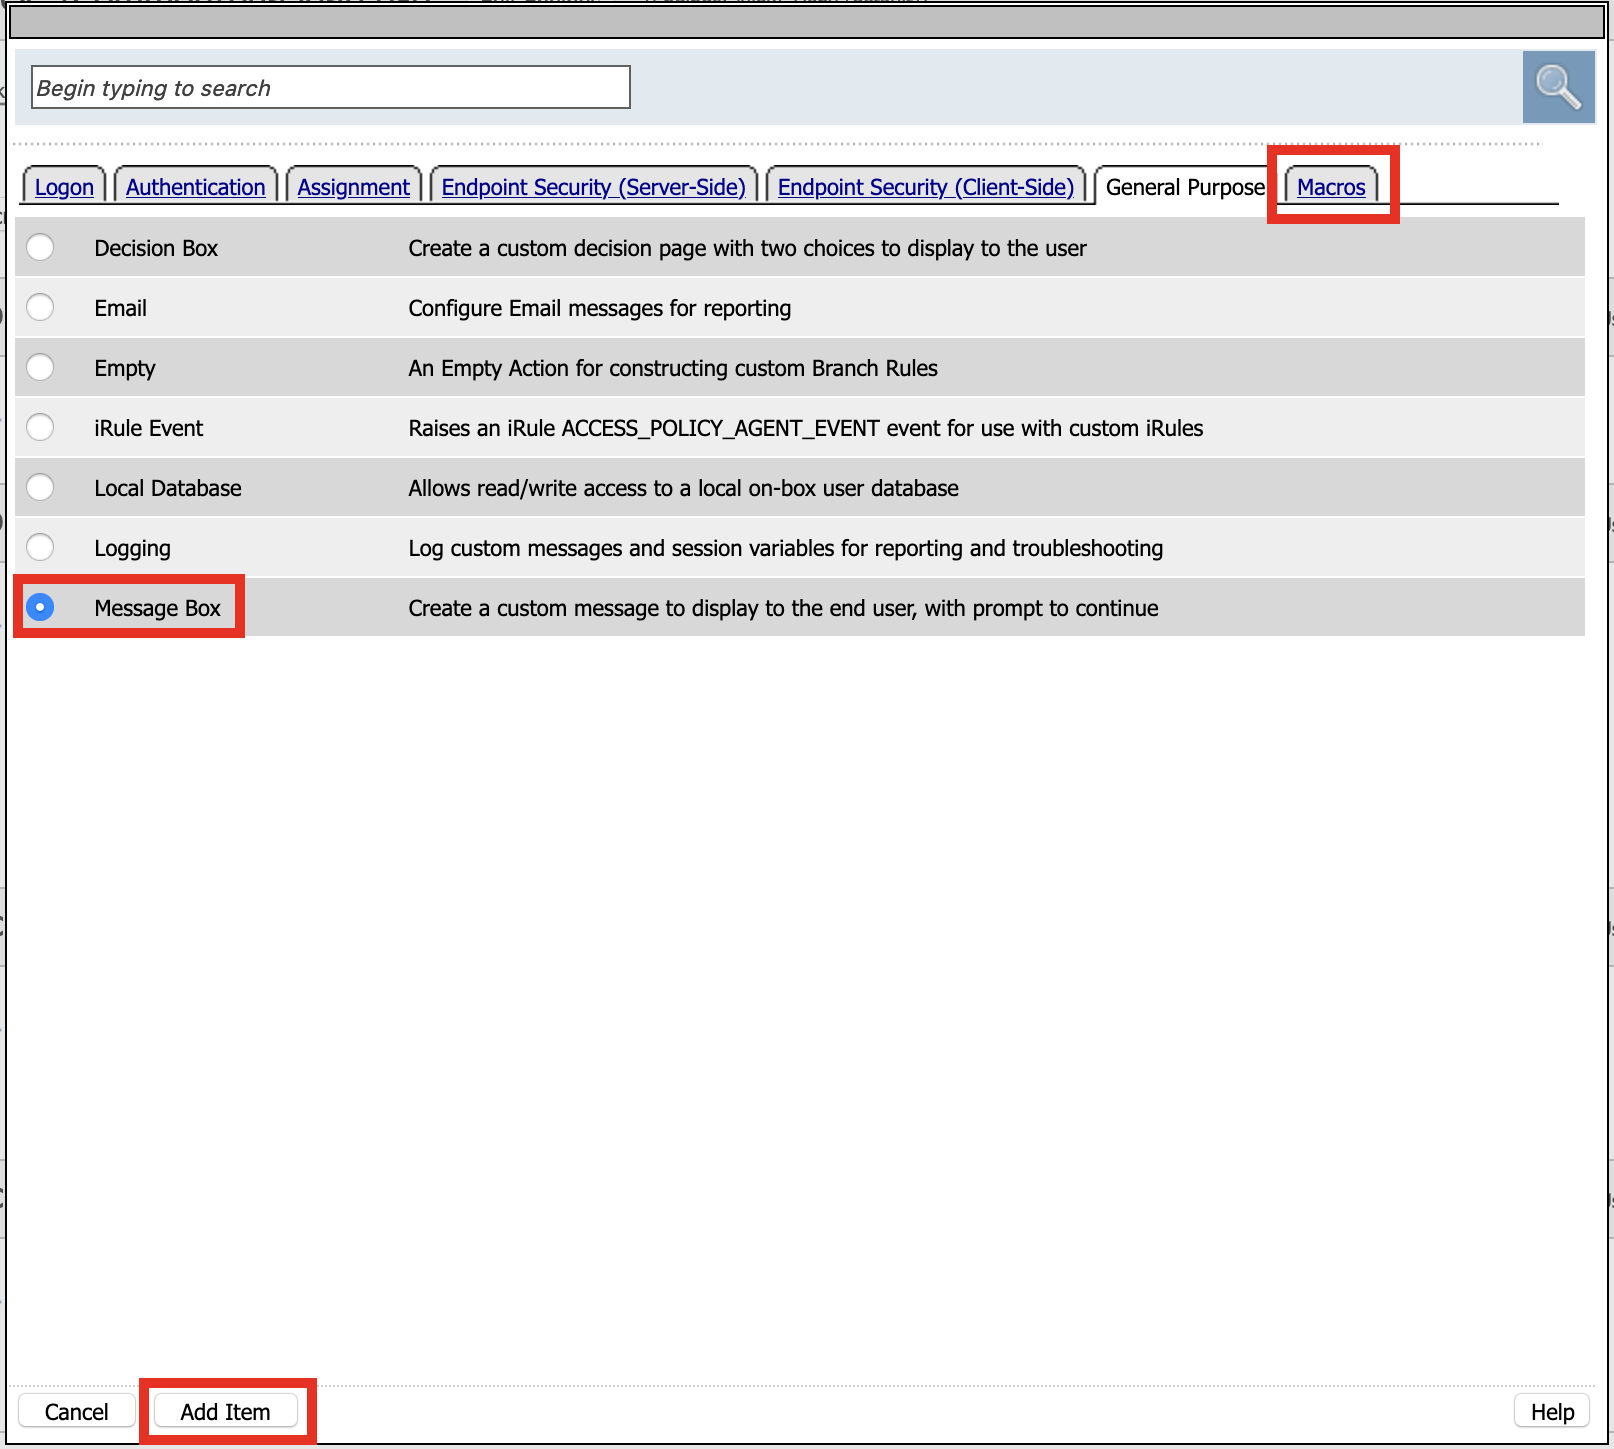 Begin typing to search
Logon Authentication Assignment Endpoint Security (Server-Side) Endpoint Security (Client-Side) General Purpose Macros
Decision Box Create a custom decision page with two choices to display to the user
Email Configure Email messages for reporting
Empty An Empty Action for constructing custom Branch Rules
iRule Event Raises an iRule ACCESS_POLICY_AGENT_EVENT event for use with custom iRules
Local Database Allows read/write access to a local on-box user database
Logging Log custom messages and session variables for reporting and troubleshooting
Message Box Create a custom message to display to the end user, with prompt to continue
Cancel Add Item Help